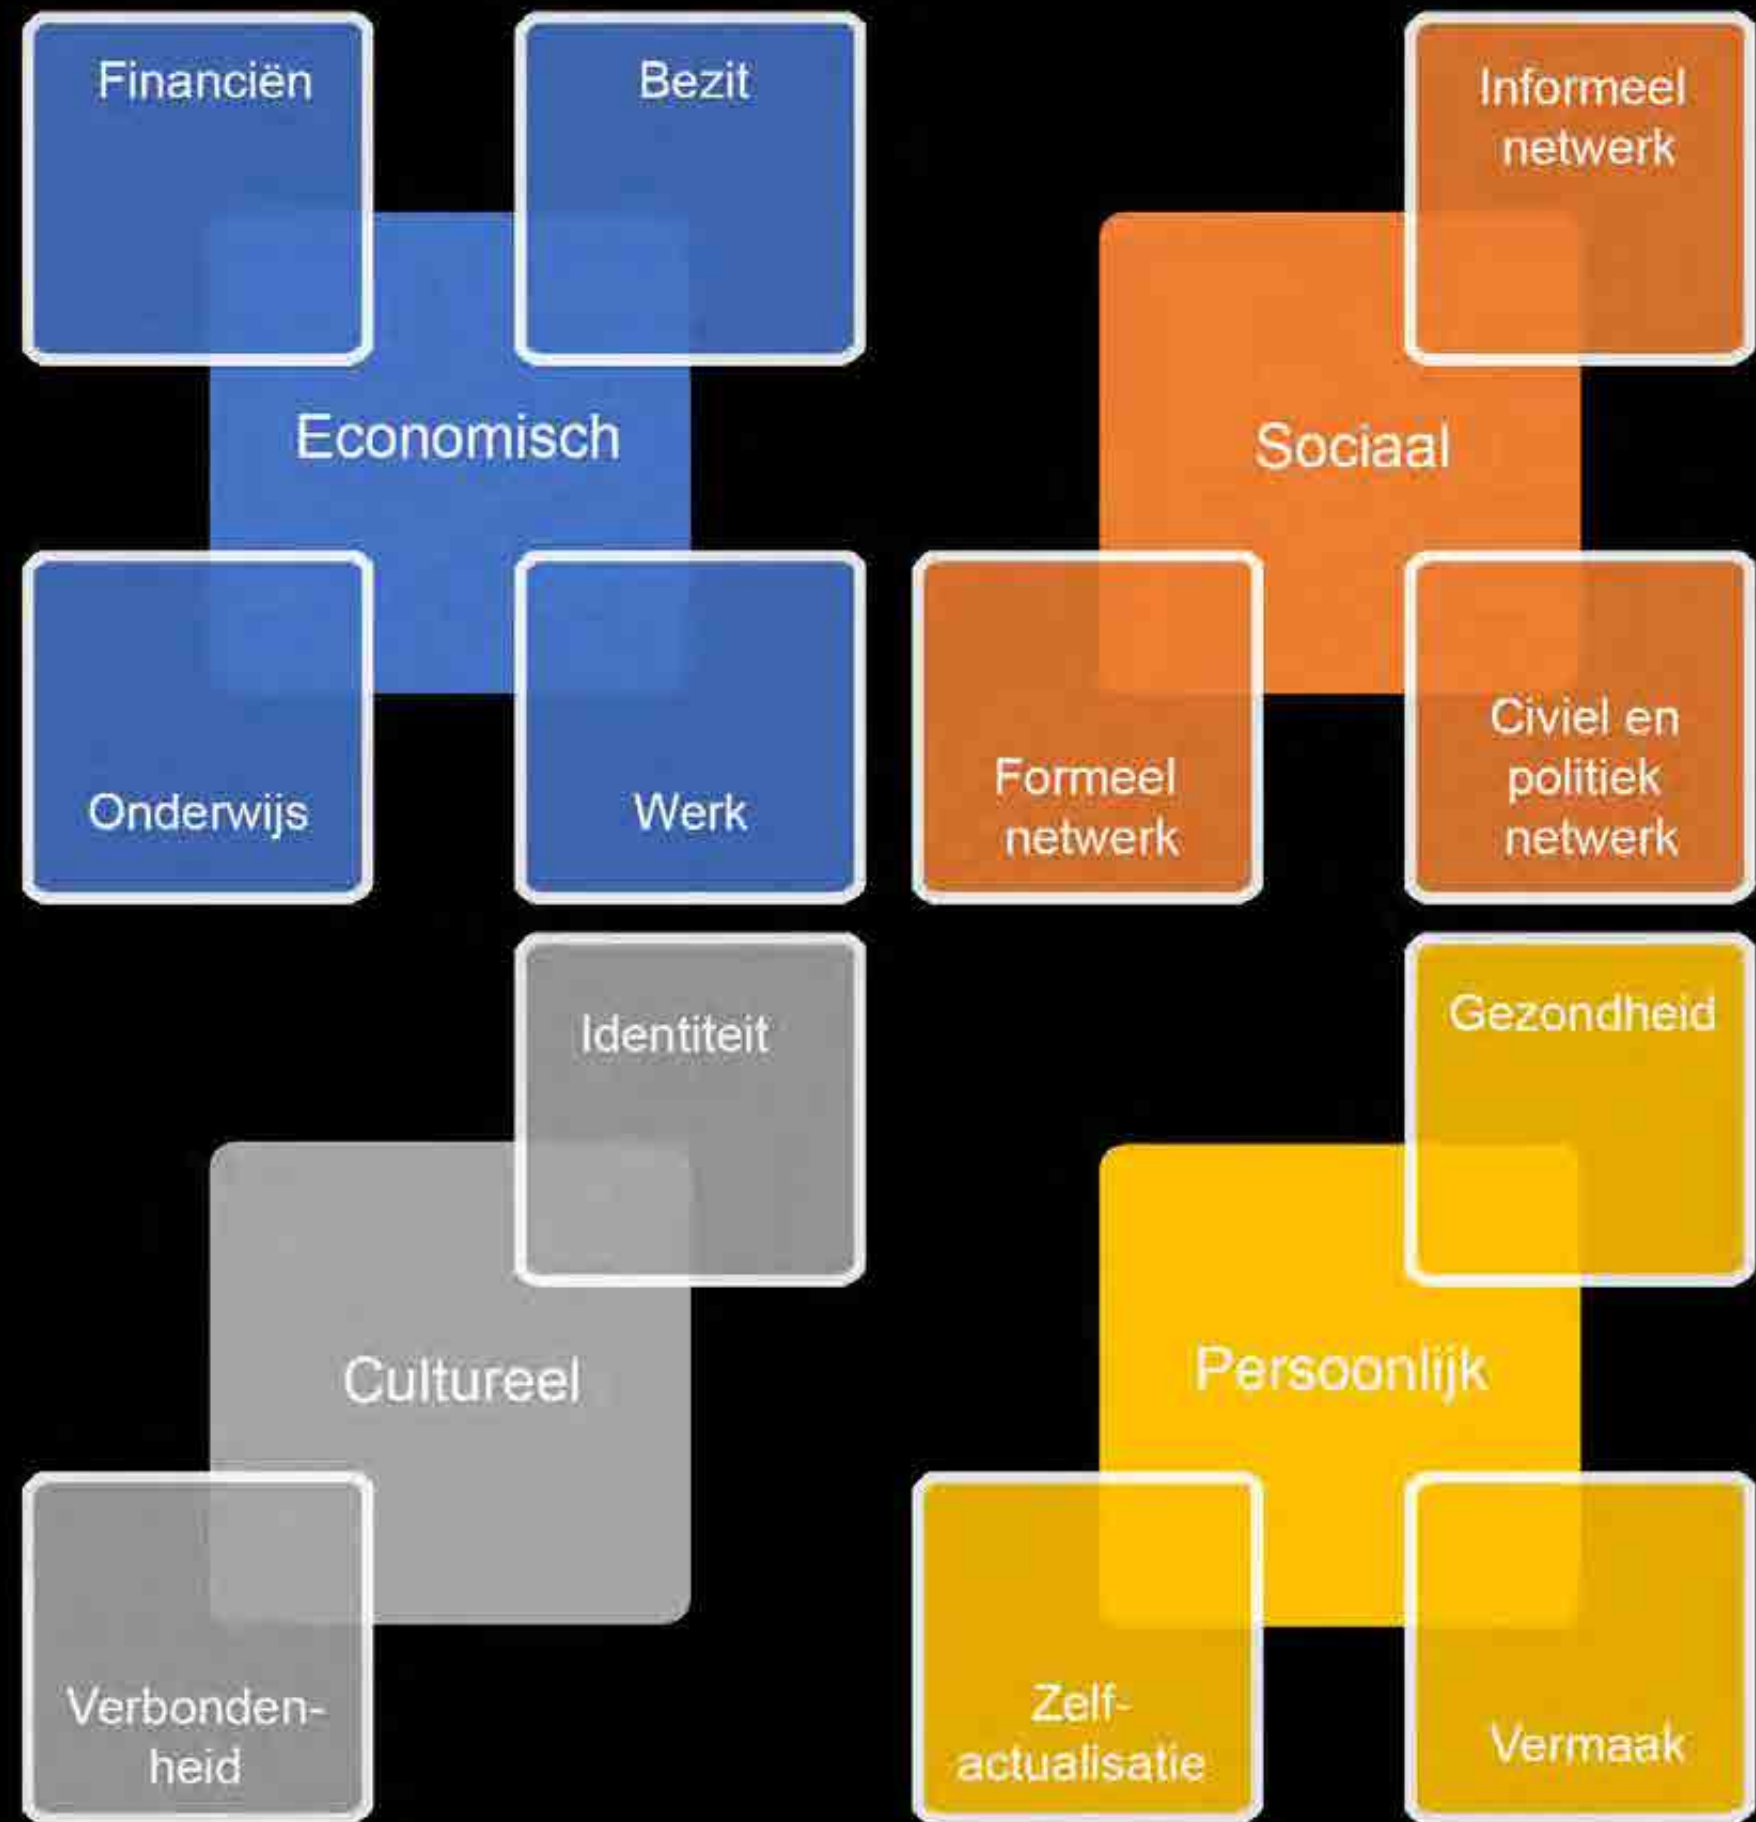 Financiën
Bezit
Economisch
Onderwijs
Werk
Informeel
netwerk
Sociaal
Formeel
netwerk
Civiel en
politiek
netwerk
Identiteit
Cultureel
Verbonden-
heid
Gezondheid
Persoonlijk
Zelf-
actualisatie
Vermaak